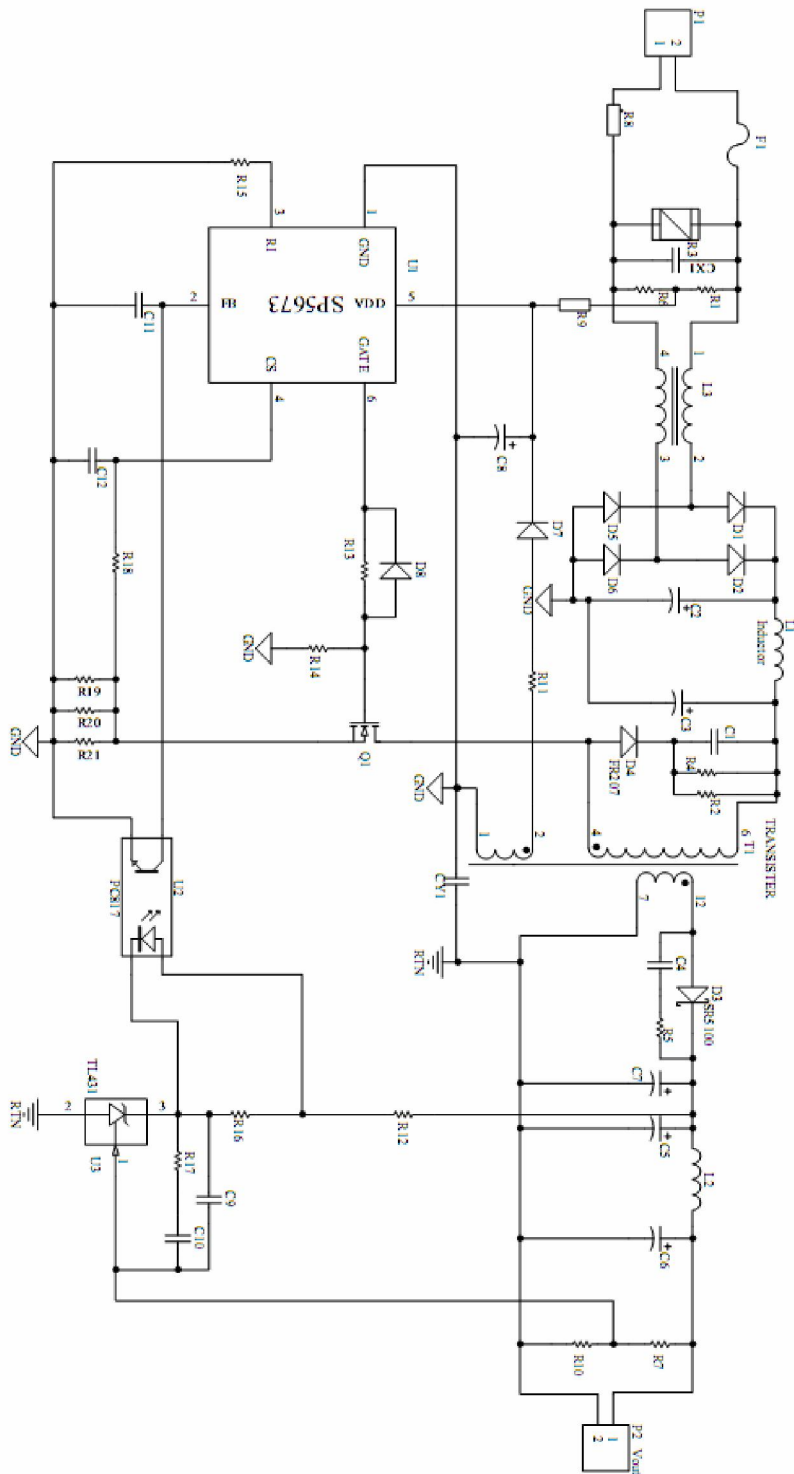 P1
2
1
F1
R8
R3
CX1
R1
R6
R9
1
2
L3
4
3
D1
D2
D5
D6
GND
C2
L1
Inductor
C3
C1
R4
R2
D4
FR207
TRANSISTER
6 T1
4
2
1
12
7
C4
R5
D3
SR5100
C7
C5
L2
C6
R7
R10
P2 Vout
1
2
C8
D7
R11
GND
CY1
RTN
R15
U1
SP5673
3
RI
1
GND
2
FB
VDD
5
CS
4
GATE
6
C11
C12
R18
R13
D8
R14
GND
Q1
R19
R20
R21
GND
U2
PC817
R12
R16
R17
C9
C10
TL431
U3
2
3
1
RTN